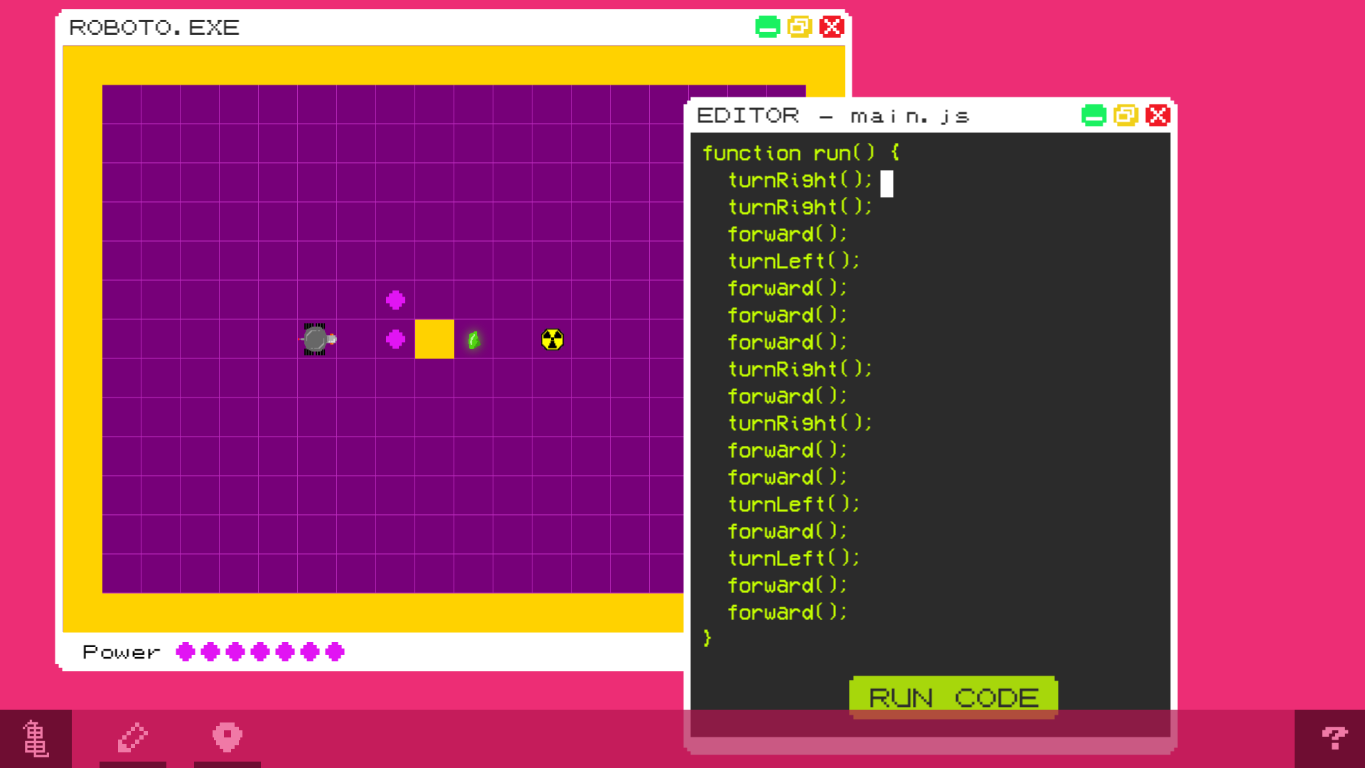 ROBOTO.EXE
EDITOR - main.js
function run() {
turnRight();
turnRight();
forward();
turnLeft();
forward();
forward();
forward();
turnRight();
forward();
turnRight();
forward();
forward();
turnLeft();
forward();
turnLeft();
forward();
forward();
}
Power
RUN CODE
亀
?